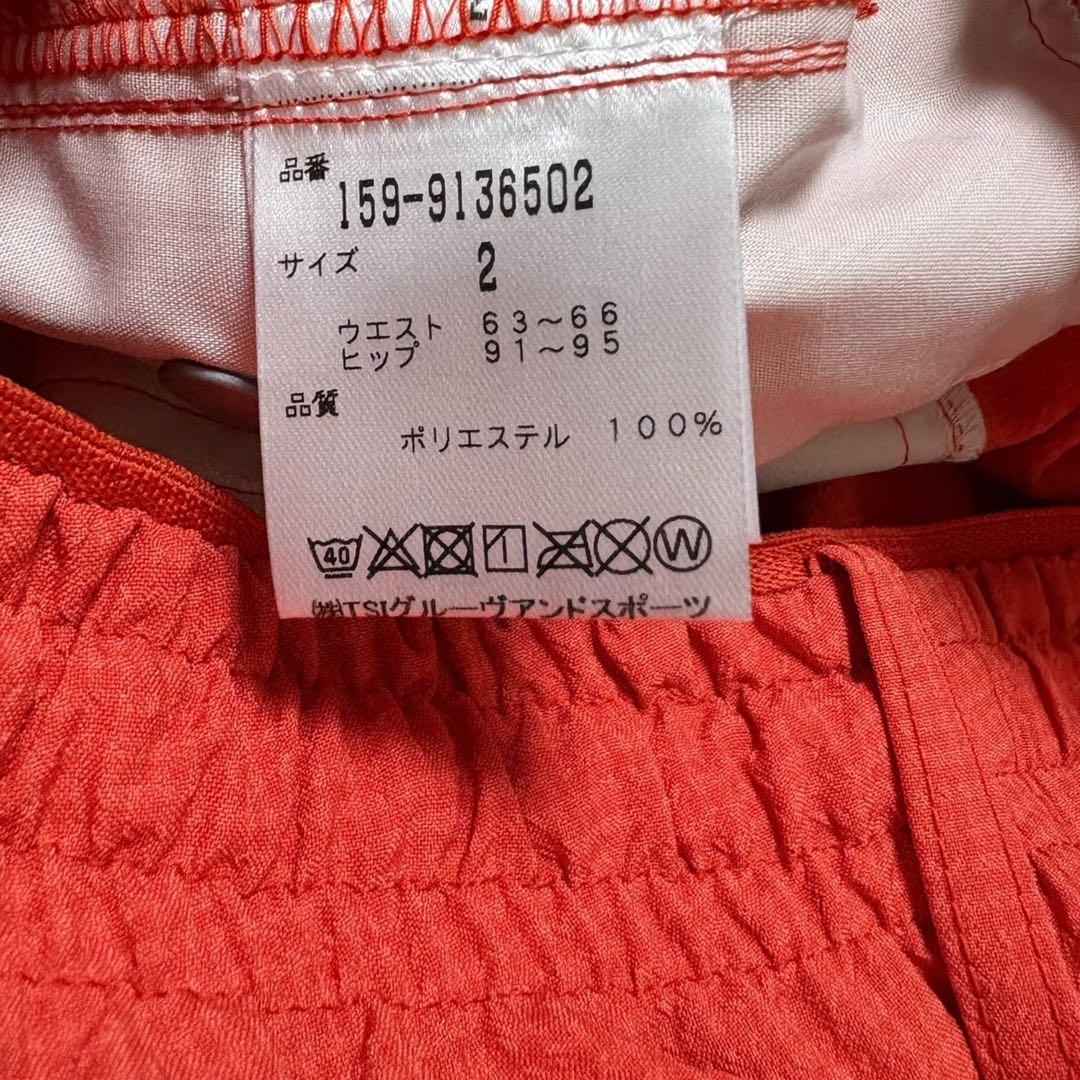 品番
159-9136502
サイズ 2
ウエスト 63～66
ヒップ 91～95
品質
ポリエステル 100%
40 1 W
㈱TSIグルーヴアンドスポーツ